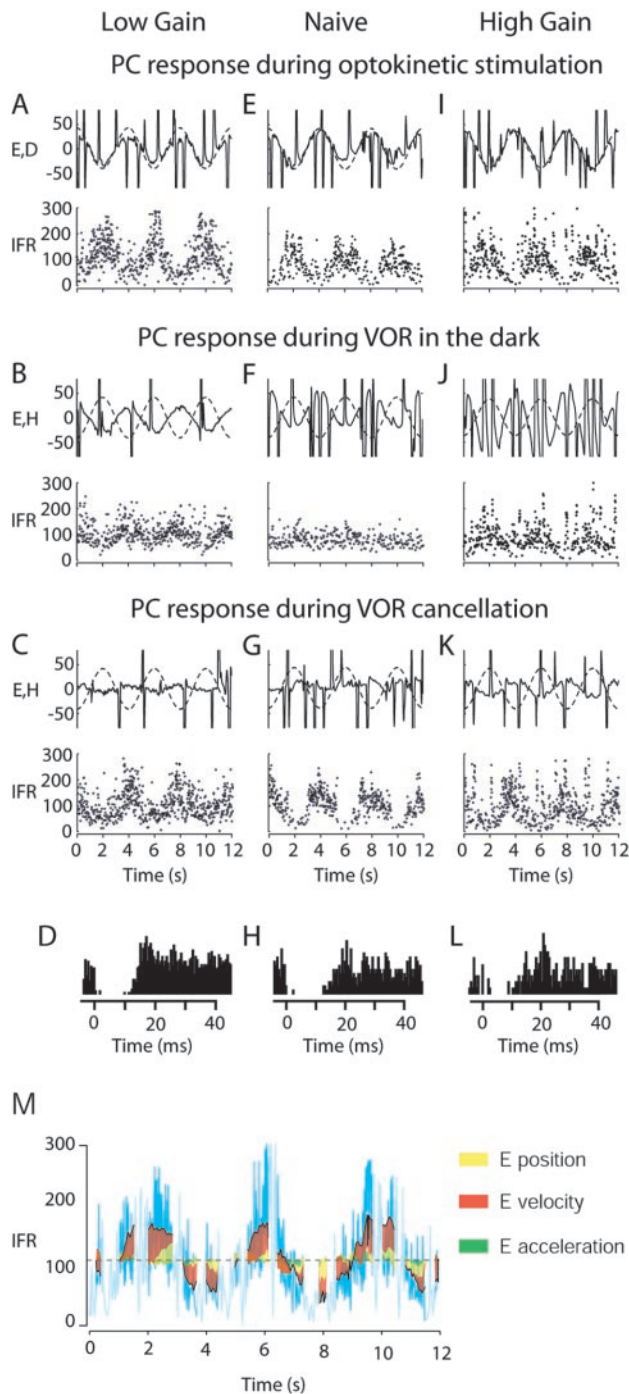 Low Gain Naive High Gain
PC response during optokinetic stimulation
A E I
E,D 50 0 -50
IFR 300 200 100 0
PC response during VOR in the dark
B F J
E,H 50 0 -50
IFR 300 200 100 0
PC response during VOR cancellation
C G K
E,H 50 0 -50
IFR 300 200 100 0
0 2 4 6 8 10 12 0 2 4 6 8 10 12 0 2 4 6 8 10 12
Time (s) Time (s) Time (s)
D H L
0 20 40 0 20 40 0 20 40
Time (ms) Time (ms) Time (ms)
M
300
200
IFR
100
0
E position
E velocity
E acceleration
0 2 4 6 8 10 12
Time (s)